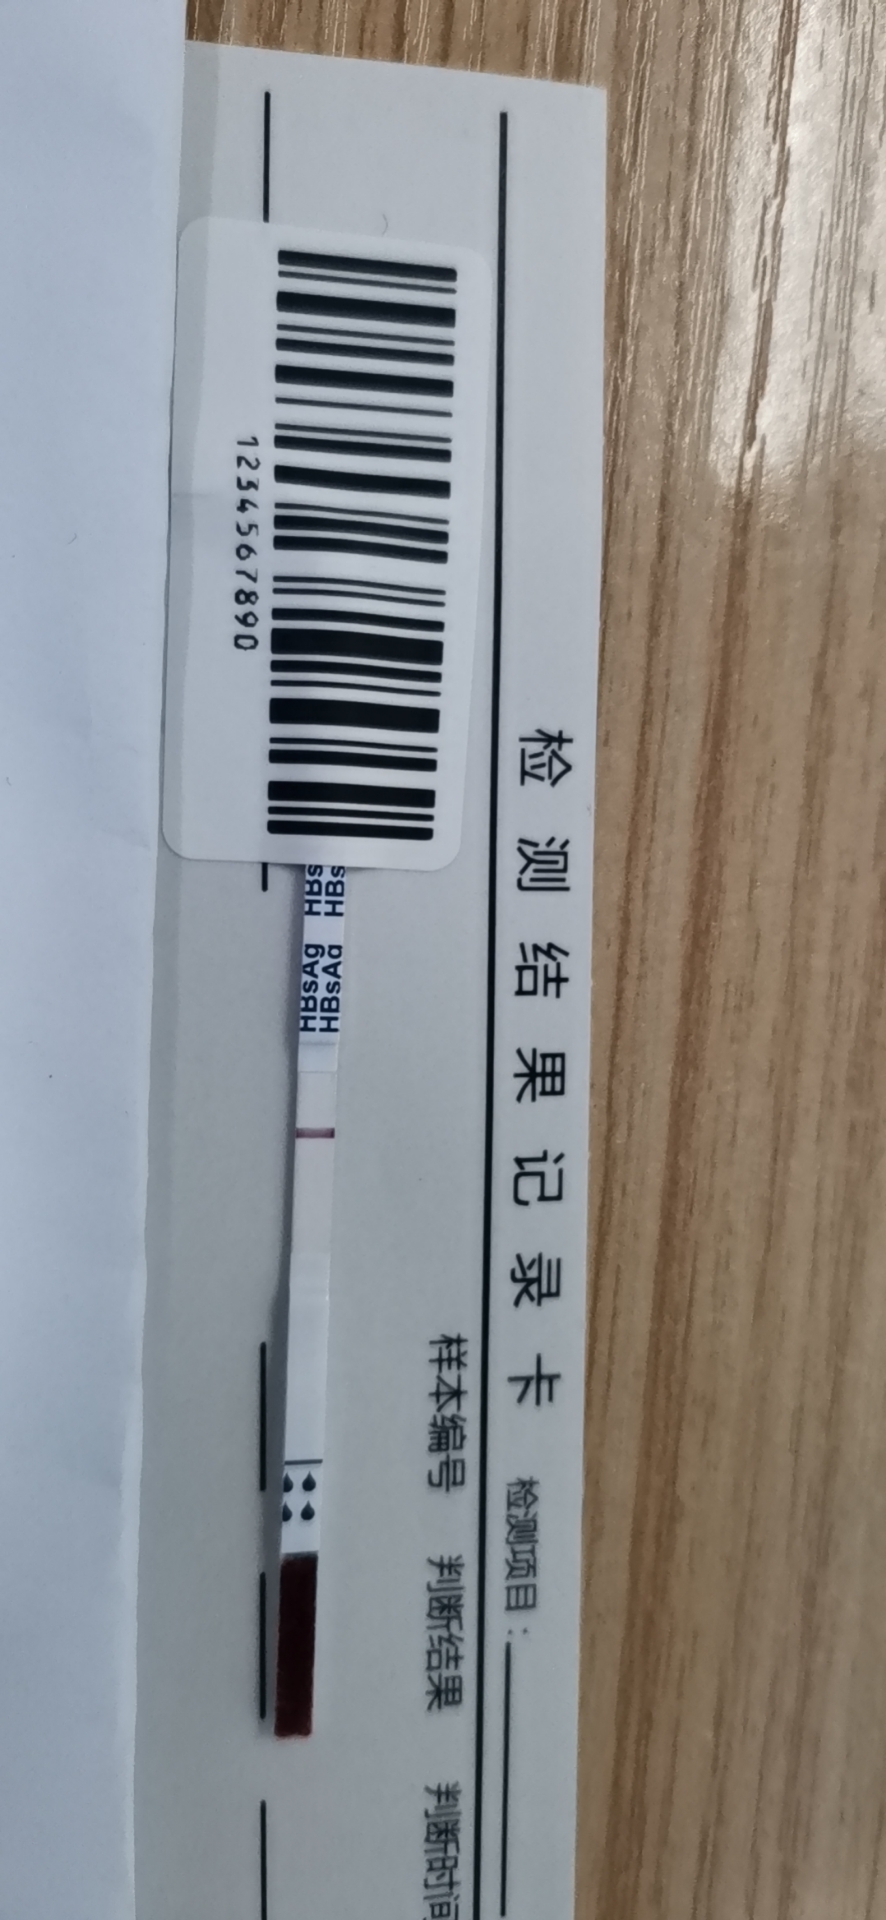 检测结果记录卡
检测项目：
样本编号 判断结果 判断时间
1234567890
HBsAg HBs
HBsAg HBs